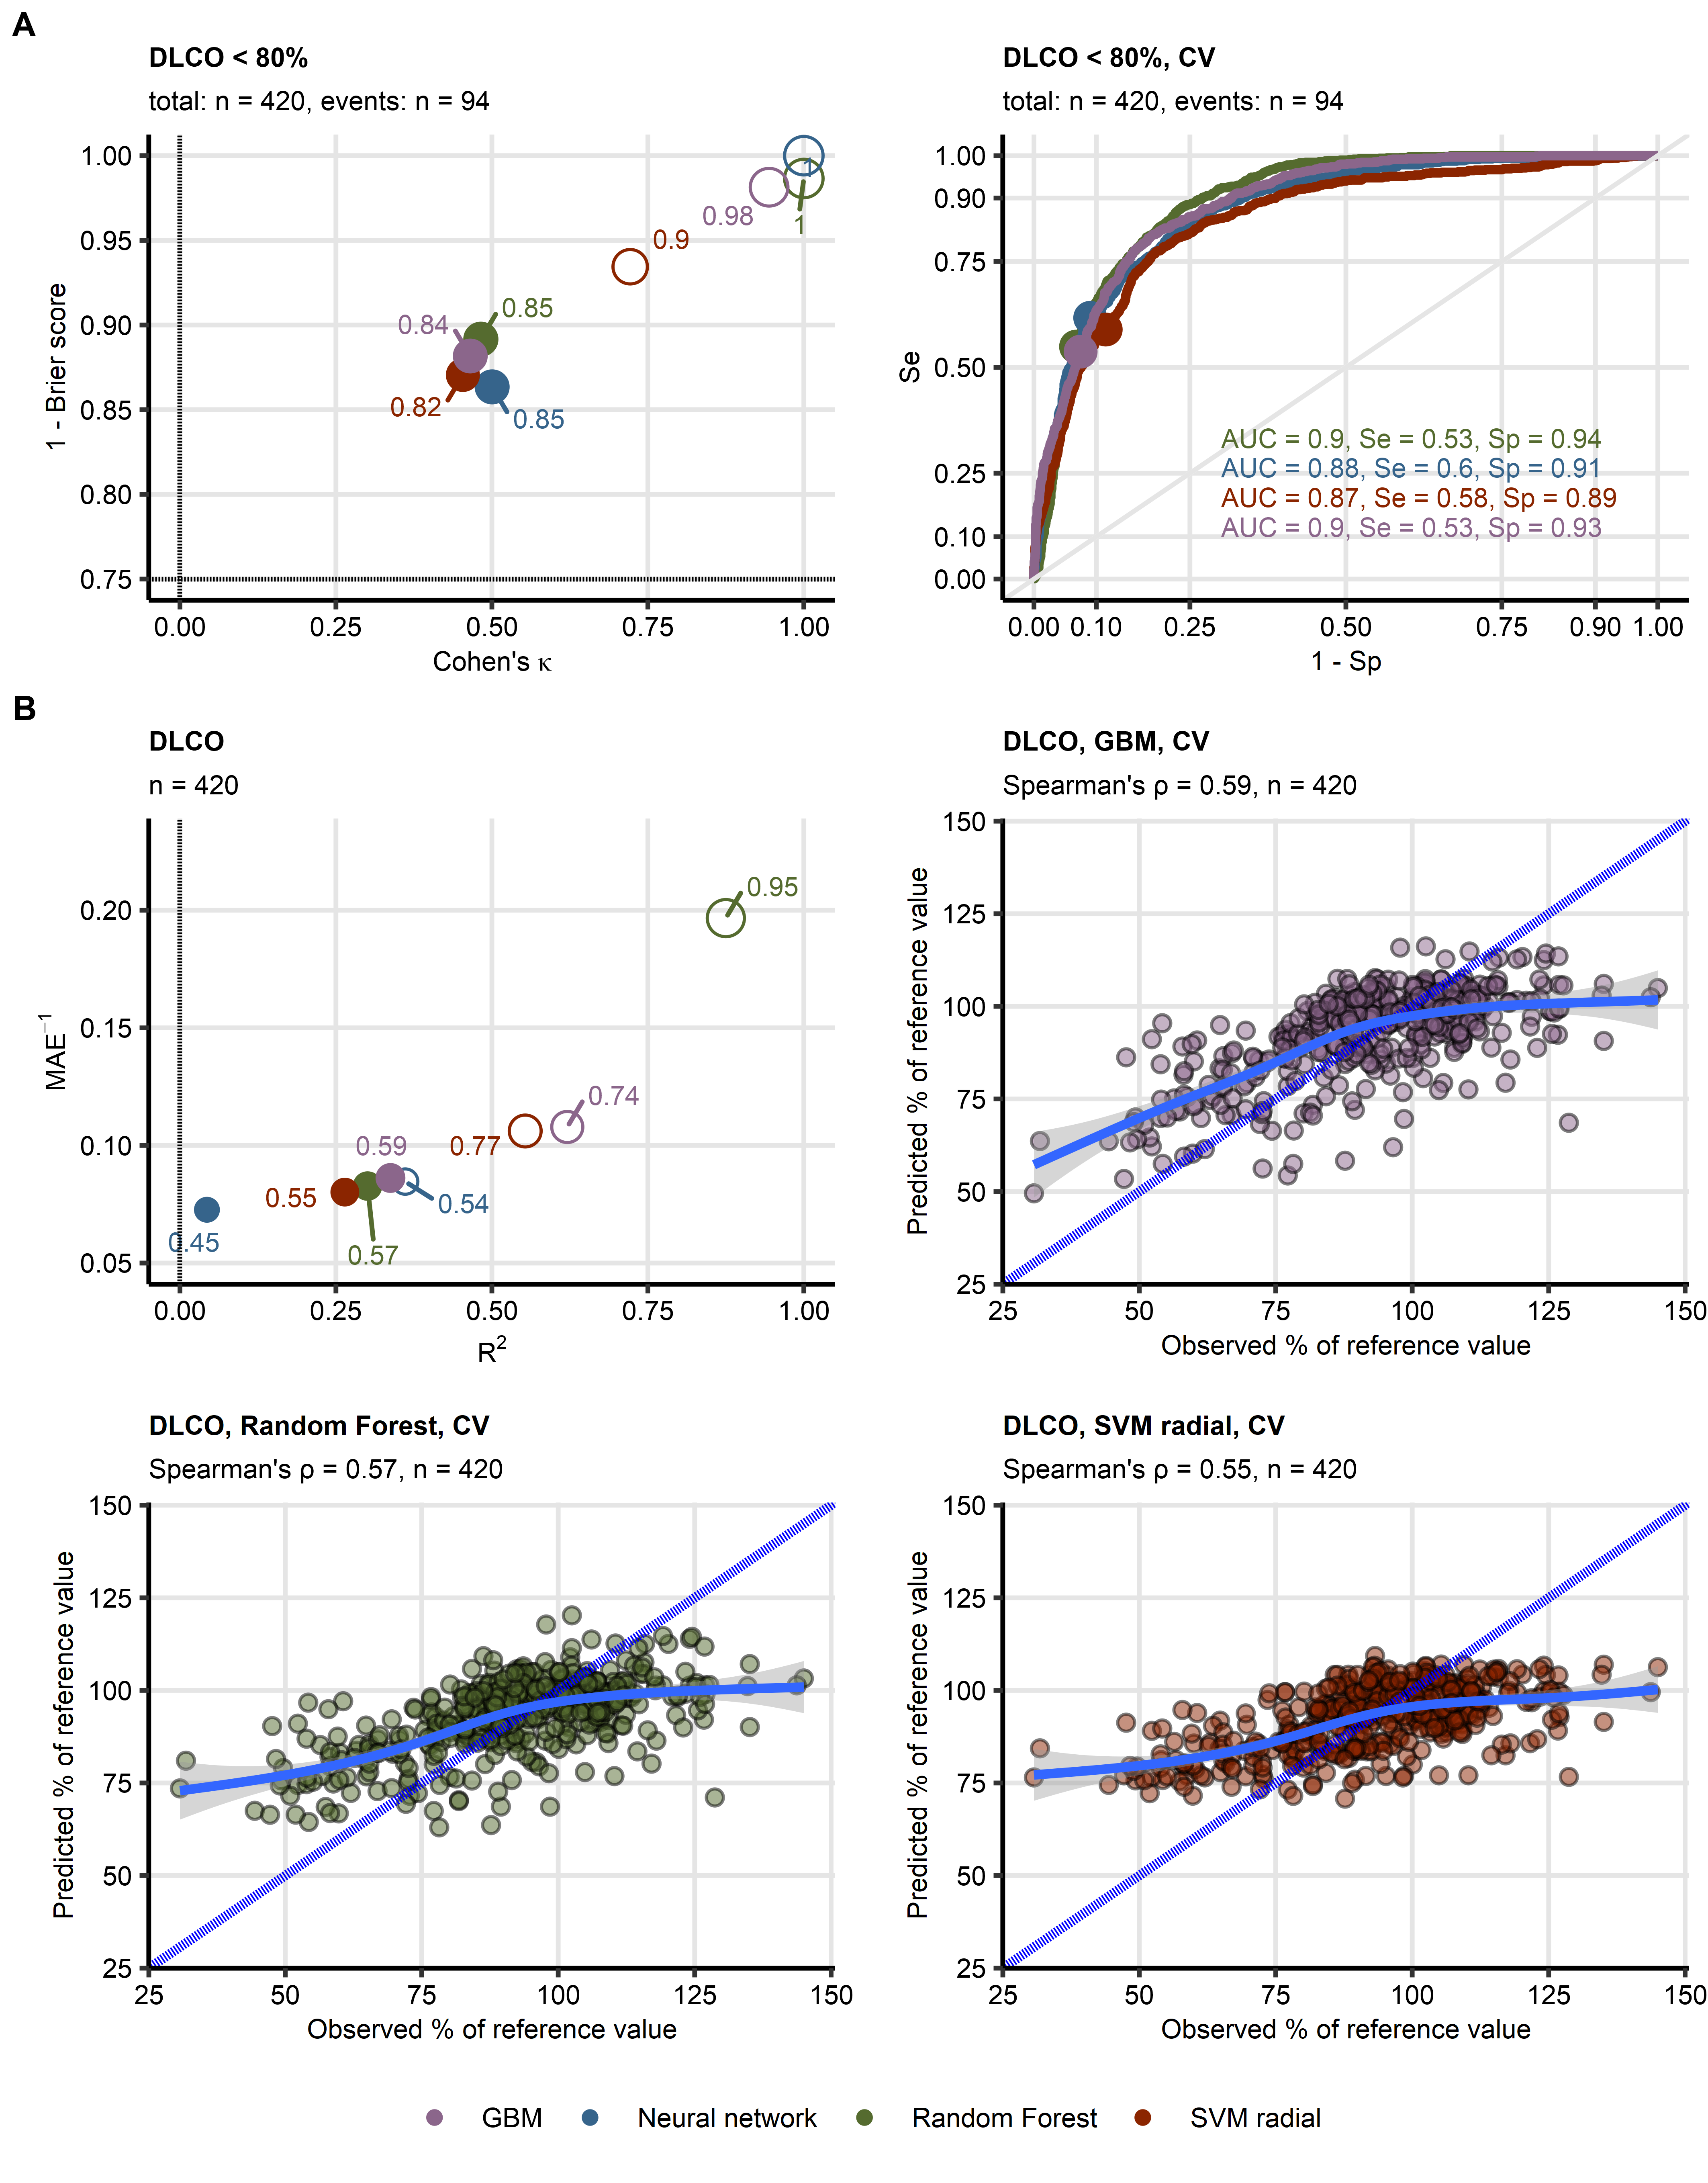 A
DLCO < 80%
total: n = 420, events: n = 94
1.00
0.95
0.90
0.85
0.80
0.75
1 - Brier score
0.00
0.25
0.50
0.75
1.00
Cohen's κ
1
1
0.98
0.9
0.85
0.84
0.82
0.85
DLCO < 80%, CV
total: n = 420, events: n = 94
1.00
0.90
0.75
0.50
0.25
0.10
0.00
Se
AUC = 0.9, Se = 0.53, Sp = 0.94
AUC = 0.88, Se = 0.6, Sp = 0.91
AUC = 0.87, Se = 0.58, Sp = 0.89
AUC = 0.9, Se = 0.53, Sp = 0.93
0.00
0.10
0.25
0.50
0.75
0.90
1.00
1 - Sp
B
DLCO
n = 420
0.20
0.15
0.10
0.05
MAE⁻¹
0.95
0.74
0.77
0.59
0.54
0.55
0.57
0.45
0.00
0.25
0.50
0.75
1.00
R²
DLCO, GBM, CV
Spearman's ρ = 0.59, n = 420
150
125
100
75
50
25
Predicted % of reference value
25
50
75
100
125
150
Observed % of reference value
DLCO, Random Forest, CV
Spearman's ρ = 0.57, n = 420
150
125
100
75
50
25
Predicted % of reference value
25
50
75
100
125
150
Observed % of reference value
DLCO, SVM radial, CV
Spearman's ρ = 0.55, n = 420
150
125
100
75
50
25
Predicted % of reference value
25
50
75
100
125
150
Observed % of reference value
GBM
Neural network
Random Forest
SVM radial